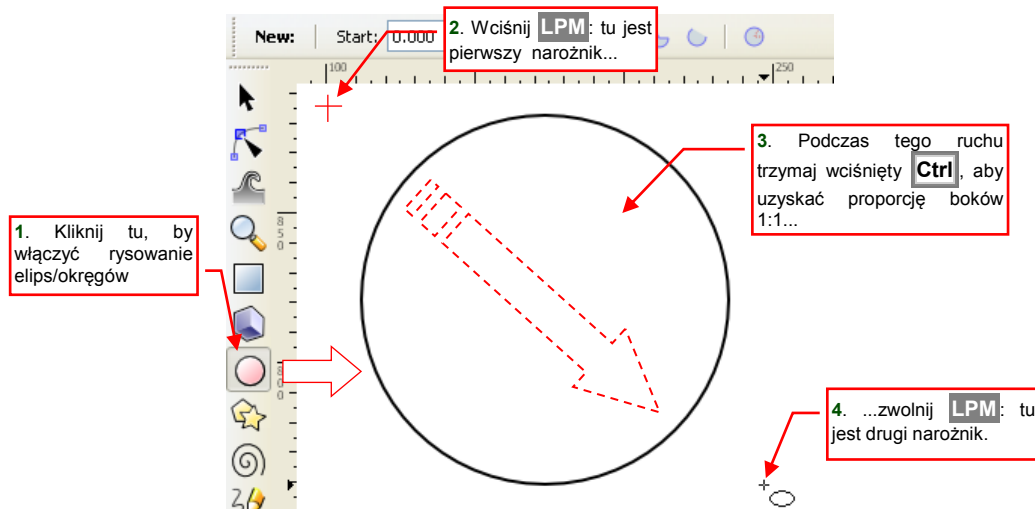 New: Start: 0.000
2. Wciśnij LPM: tu jest
pierwszy narożnik...
100
250
3. Podczas tego ruchu
trzymaj wciśnięty Ctrl, aby
uzyskać proporcję boków
1:1...
1. Kliknij tu, by
włączyć rysowanie
elips/okręgów
850
800
4. ...zwolnij LPM: tu
jest drugi narożnik.